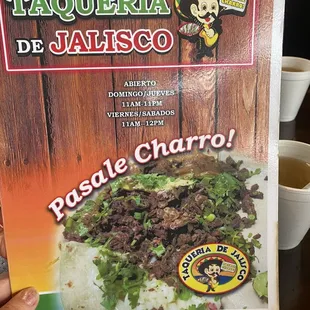 TAQUERIA
DE JALISCO
ABIERTO
DOMINGO/JUEVES
11AM-11PM
VIERNES/SABADOS
11AM-12PM
Pasale Charro!
TAQUERIA DE JALISCO